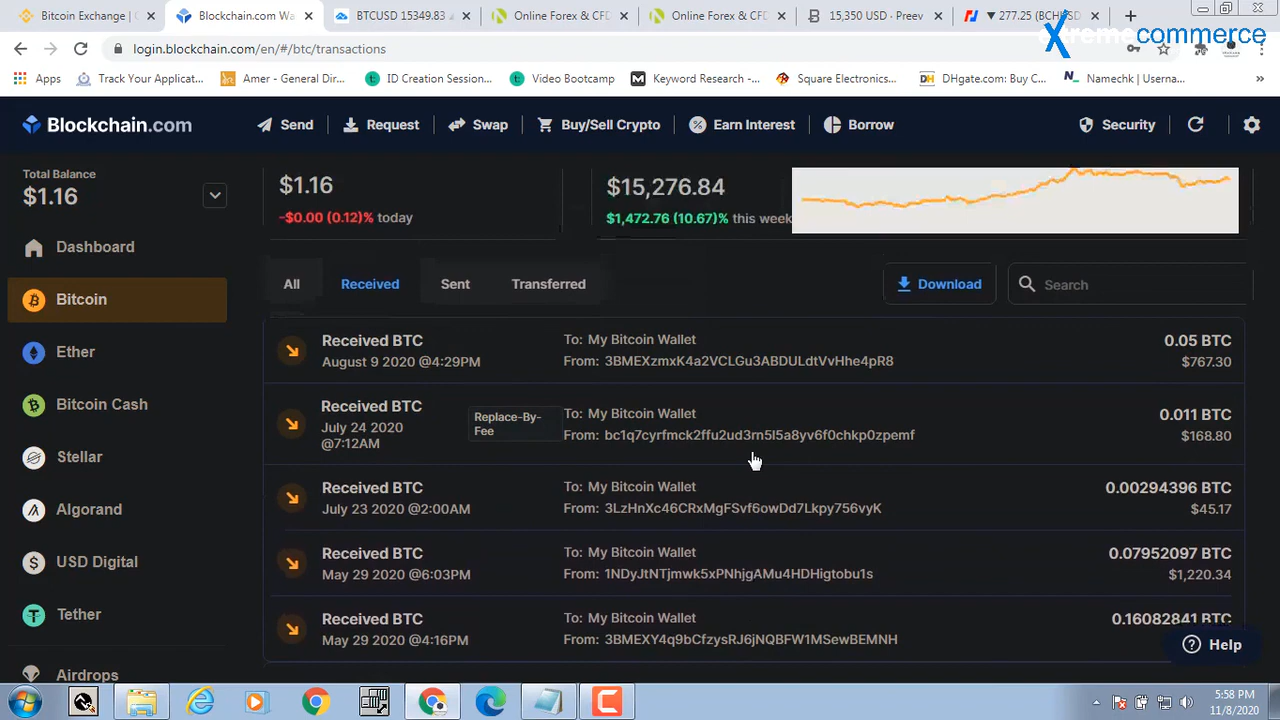 Bitcoin Exchange | C
Blockchain.com Wa
BTCUSD 15349.83
Online Forex & CFD
Online Forex & CFD
15,350 USD. Preev
▼277.25 (BCHUSD
extremecommerce
login.blockchain.com/en/#/btc/transactions
Apps
Track Your Applicat...
Amer - General Dir...
ID Creation Session...
Video Bootcamp
Keyword Research -...
Square Electronics...
DHgate.com: Buy C...
Namechk | Userna...
»
Blockchain.com
Send
Request
Swap
Buy/Sell Crypto
Earn Interest
Borrow
Security
Total Balance
$1.16
$1.16
-$0.00 (0.12)% today
$15,276.84
$1,472.76 (10.67)% this week
Dashboard
Bitcoin
Ether
Bitcoin Cash
Stellar
Algorand
USD Digital
Tether
Airdrops
All
Received
Sent
Transferred
Download
Search
Received BTC
August 9 2020 @4:29PM
To: My Bitcoin Wallet
From: 3BMEXzmxK4a2VCLGu3ABDULdtVvHhe4pR8
0.05 BTC
$767.30
Received BTC
July 24 2020
@7:12AM
Replace-By-
Fee
To: My Bitcoin Wallet
From: bc1q7cyrfmck2ffu2ud3rn5l5a8yv6f0chkp0zpemf
0.011 BTC
$168.80
Received BTC
July 23 2020 @2:00AM
To: My Bitcoin Wallet
From: 3LzHnXc46CRxMgFSvf6owDd7Lkpy756vyK
0.00294396 BTC
$45.17
Received BTC
May 29 2020 @6:03PM
To: My Bitcoin Wallet
From: 1NDyJtNTjmwk5xPNhjgAMu4HDHigtobu1s
0.07952097 BTC
$1,220.34
Received BTC
May 29 2020 @4:16PM
To: My Bitcoin Wallet
From: 3BMEXY4q9bCfzysRJ6jNQBFW1MSewBEMNH
0.16082841 BTC
Help
5:58 PM
11/8/2020